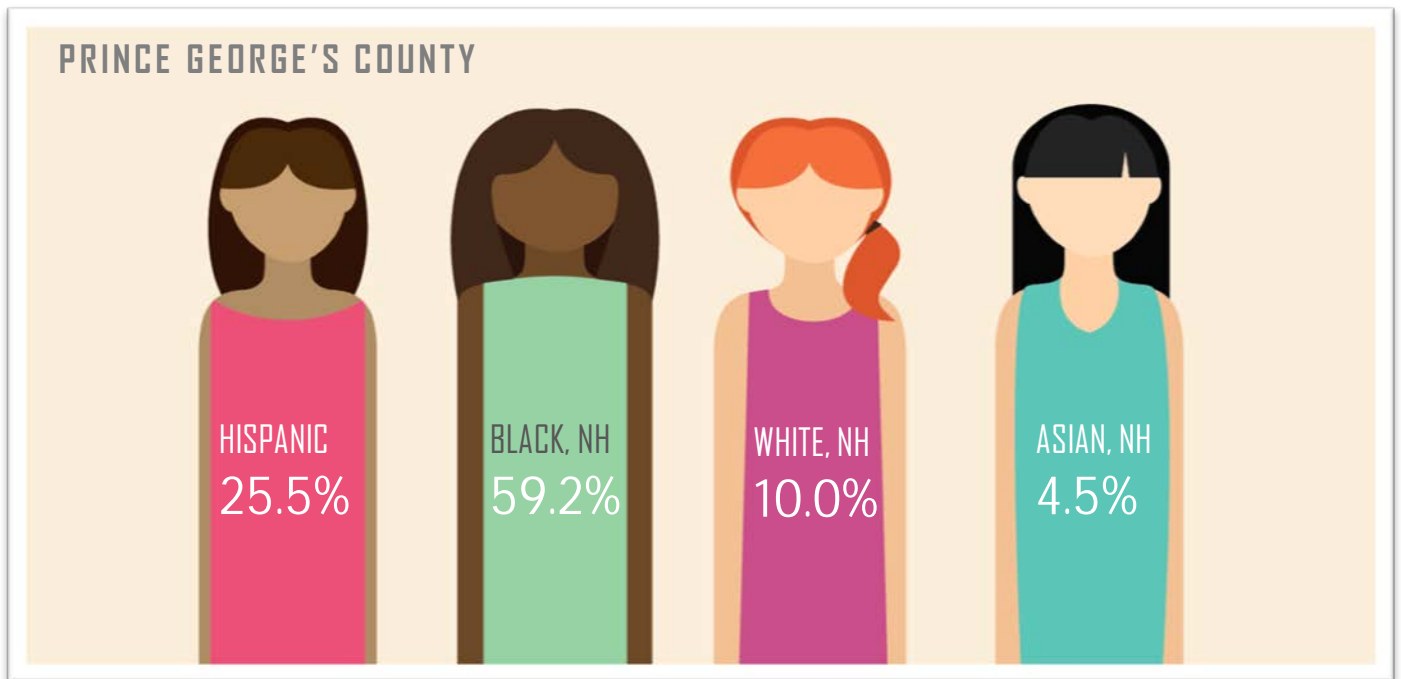 PRINCE GEORGE'S COUNTY
HISPANIC
25.5%
BLACK, NH
59.2%
WHITE, NH
10.0%
ASIAN, NH
4.5%